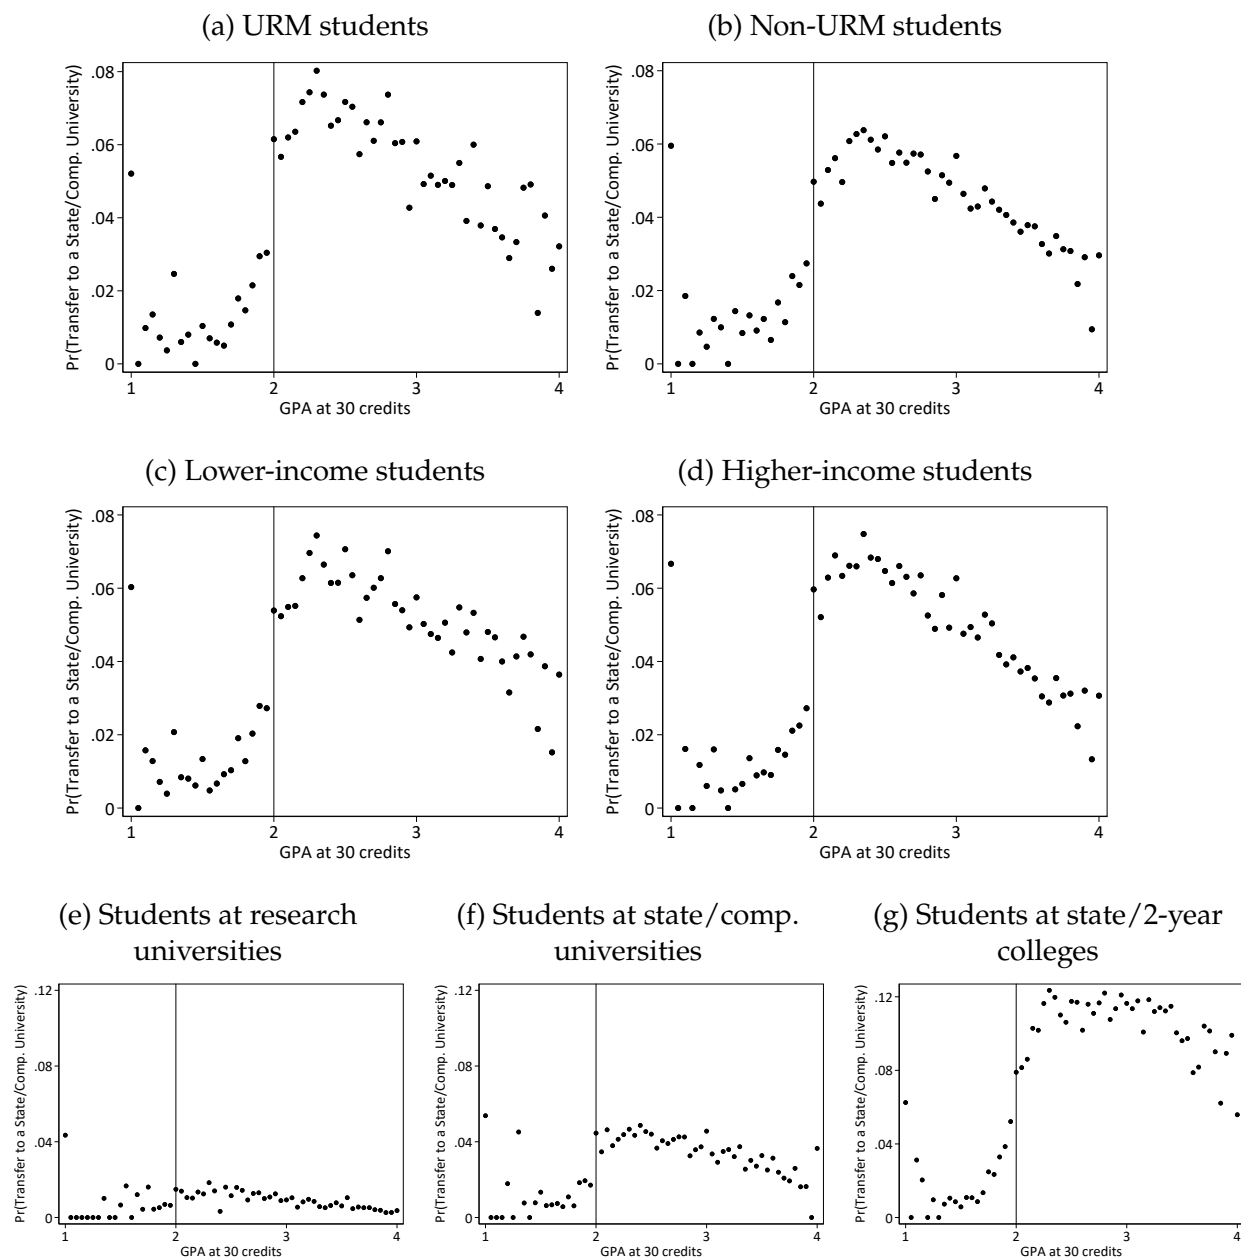 (a) URM students
(b) Non-URM students
Pr(Transfer to a State/Comp. University)
.08
.06
.04
.02
0
1
2
3
4
GPA at 30 credits
Pr(Transfer to a State/Comp. University)
.08
.06
.04
.02
0
1
2
3
4
GPA at 30 credits
(c) Lower-income students
(d) Higher-income students
Pr(Transfer to a State/Comp. University)
.08
.06
.04
.02
0
1
2
3
4
GPA at 30 credits
Pr(Transfer to a State/Comp. University)
.08
.06
.04
.02
0
1
2
3
4
GPA at 30 credits
(e) Students at research
universities
(f) Students at state/comp.
universities
(g) Students at state/2-year
colleges
Pr(Transfer to a State/Comp. University)
.12
.08
.04
0
1
2
3
4
GPA at 30 credits
Pr(Transfer to a State/Comp. University)
.12
.08
.04
0
1
2
3
4
GPA at 30 credits
Pr(Transfer to a State/Comp. University)
.12
.08
.04
0
1
2
3
4
GPA at 30 credits